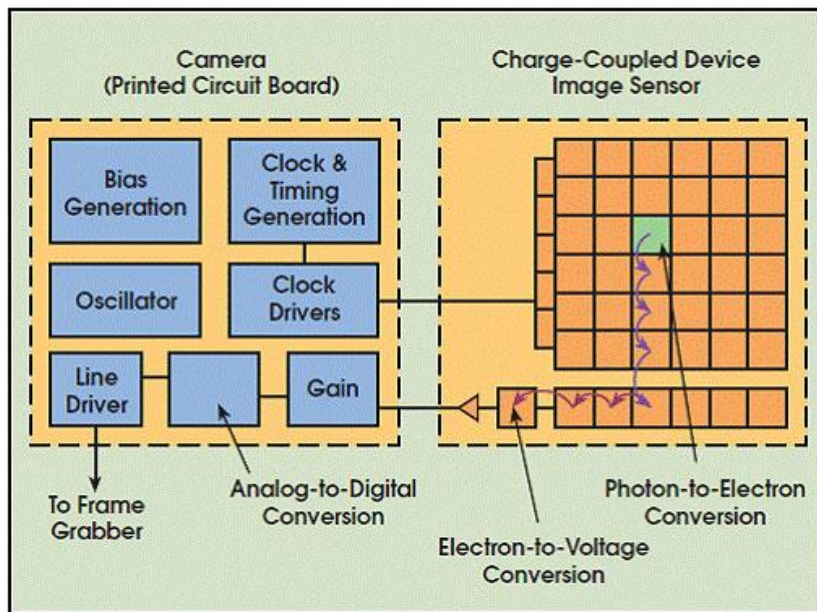 Camera
(Printed Circuit Board)
Charge-Coupled Device
Image Sensor
Bias
Generation
Clock &
Timing
Generation
Oscillator
Clock
Drivers
Line
Driver
Gain
To Frame
Grabber
Analog-to-Digital
Conversion
Electron-to-Voltage
Conversion
Photon-to-Electron
Conversion